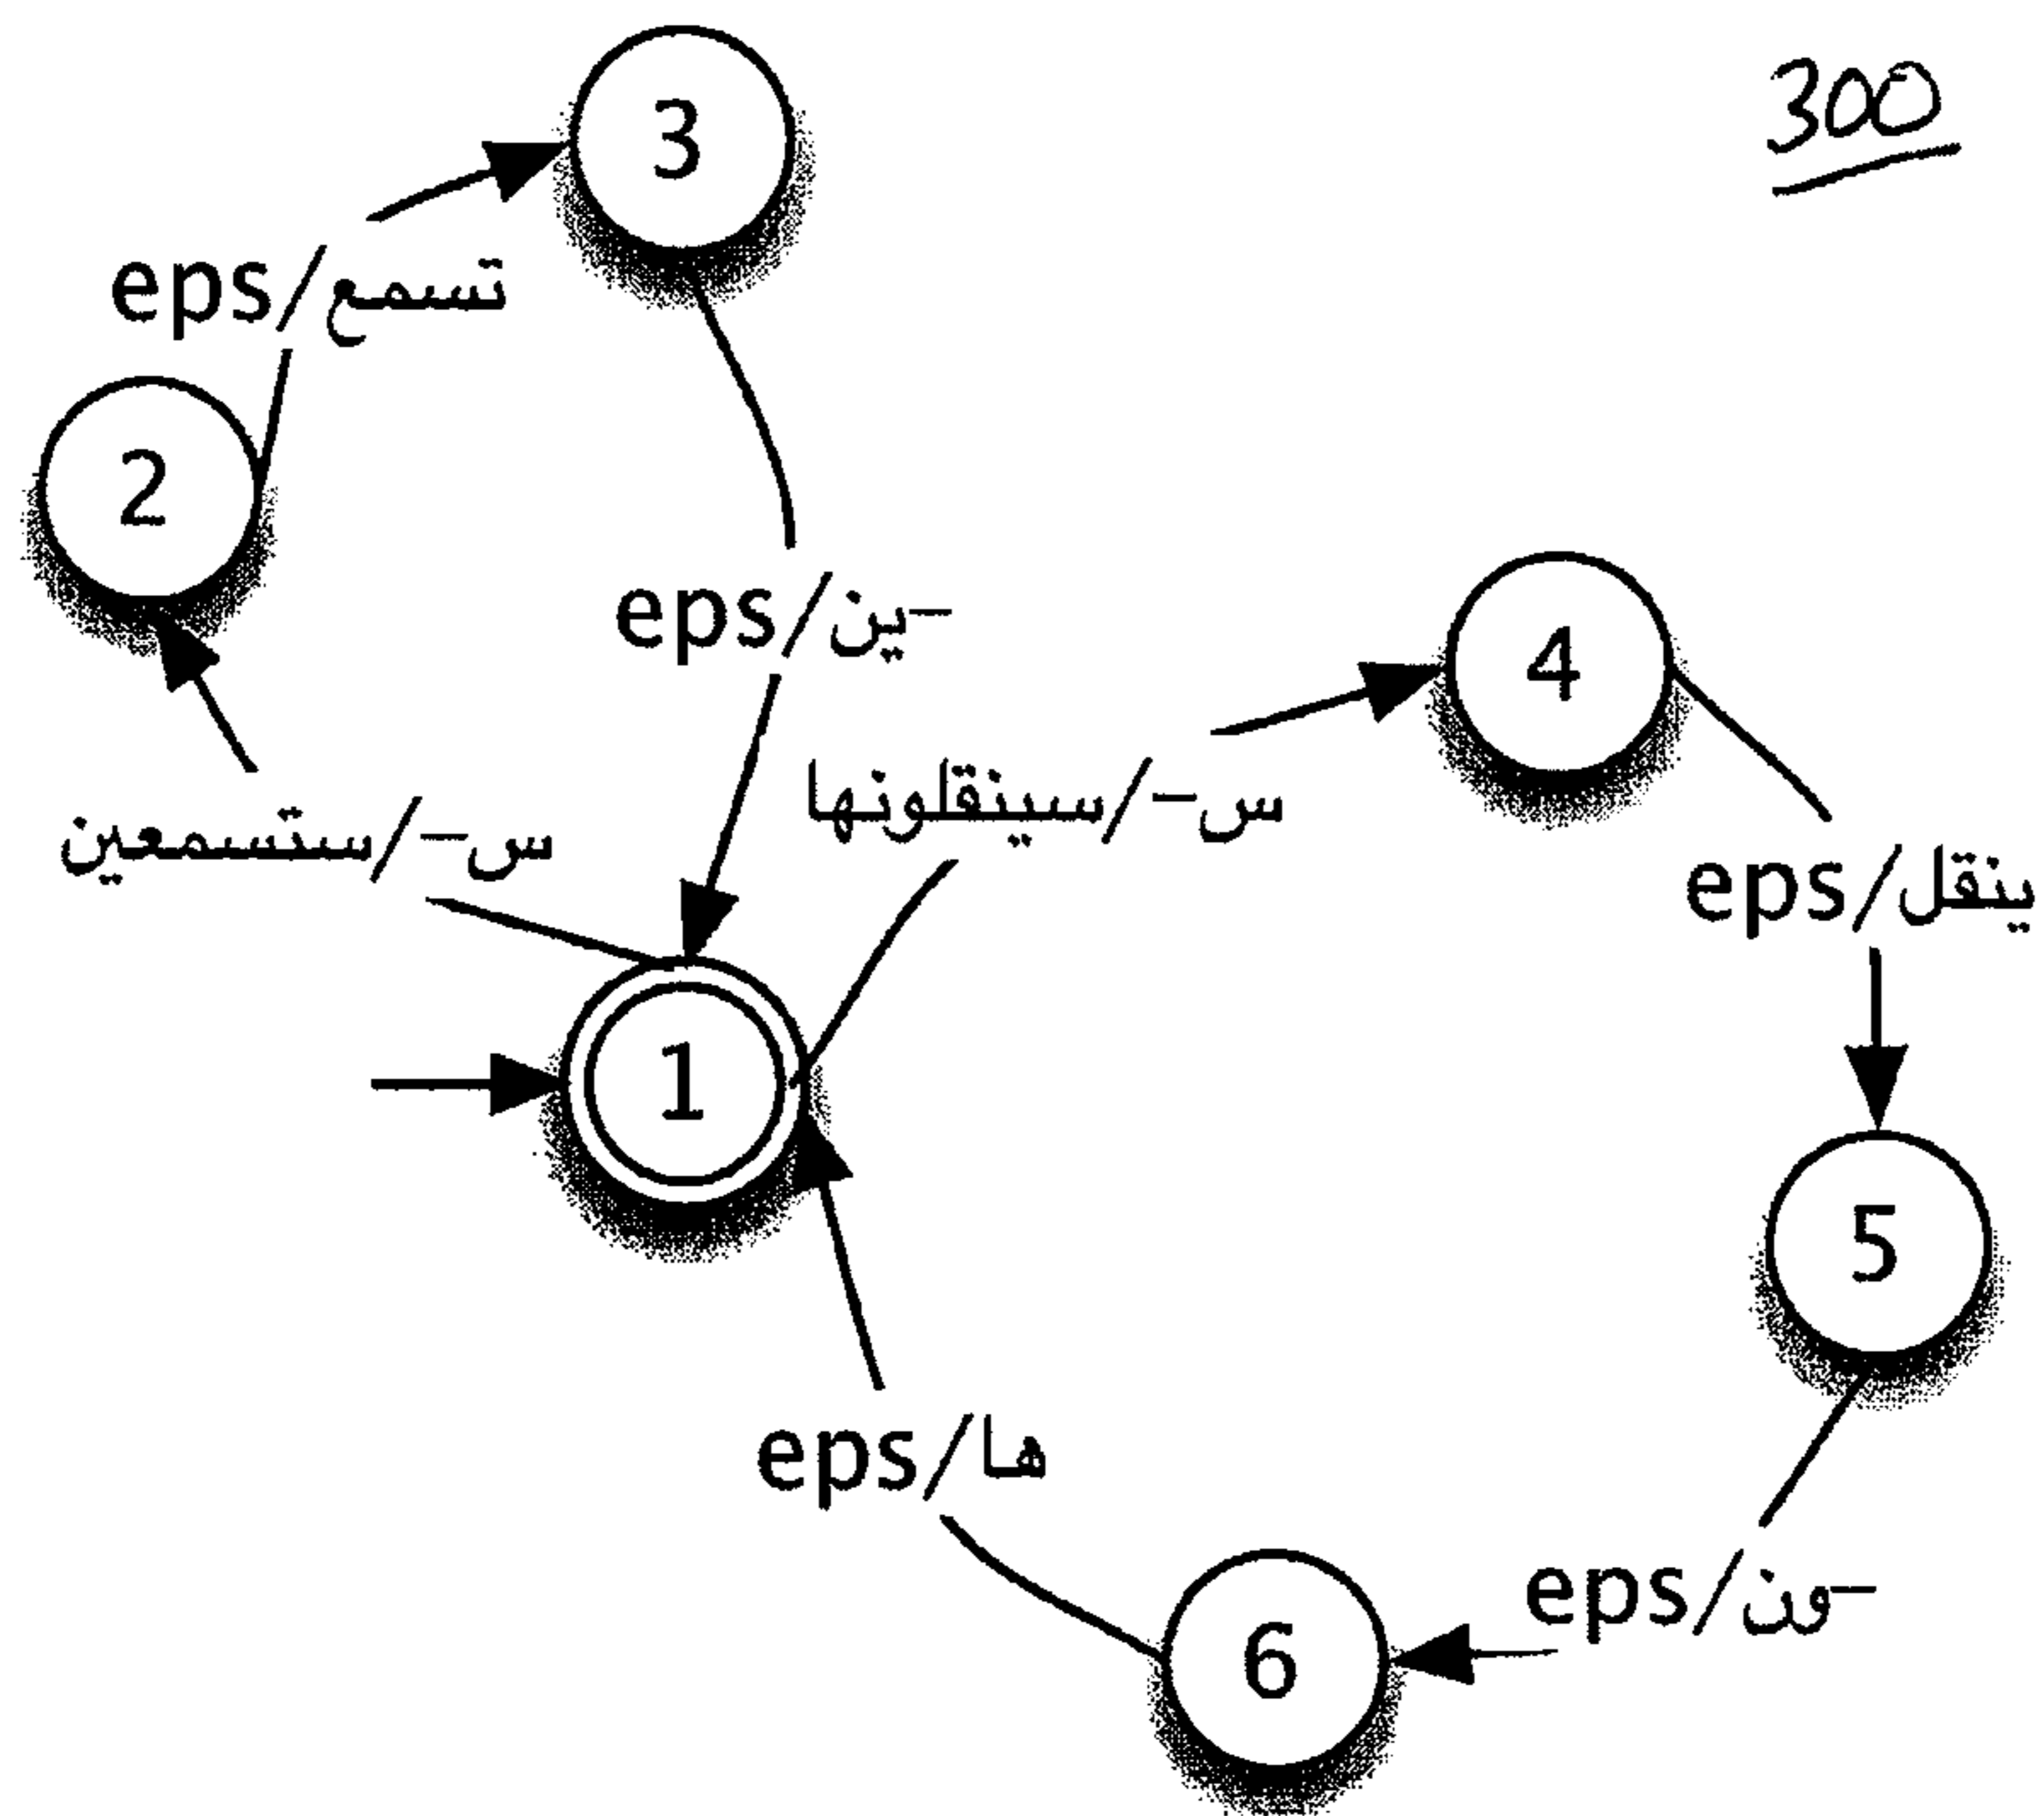 300
3
eps/تسمع
2
eps/ين-
4
س-/سينقلونها
س-/ستسمعين
eps/ينقل
1
5
eps/ها
eps/ون-
6